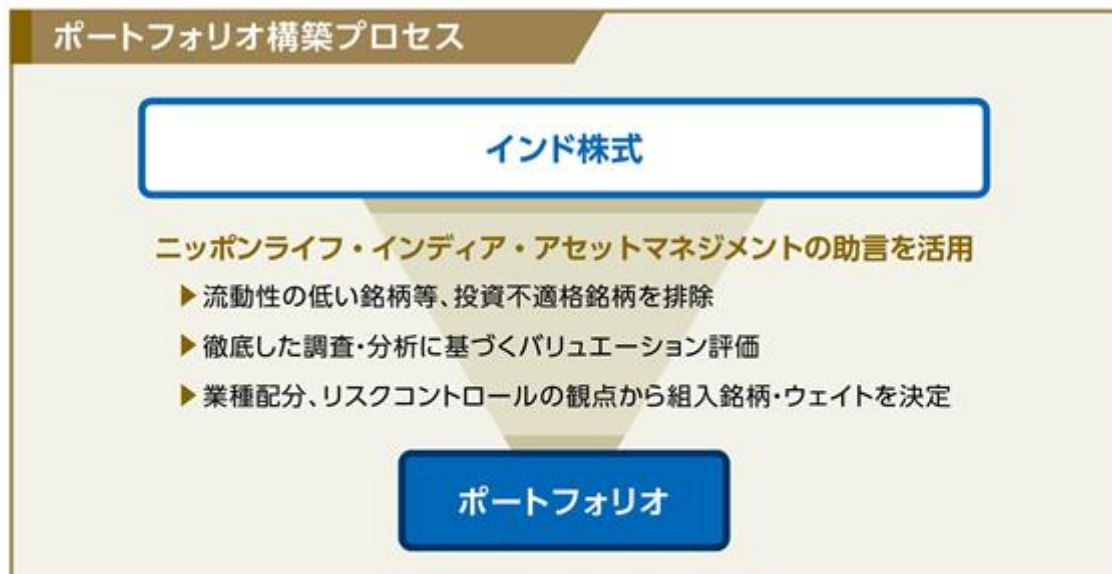 ポートフォリオ構築プロセス
インド株式
ニッポンライフ・インディア・アセットマネジメントの助言を活用
▶流動性の低い銘柄等、投資不適格銘柄を排除
▶徹底した調査・分析に基づくバリュエーション評価
▶業種配分、リスクコントロールの観点から組入銘柄・ウェイトを決定
ポートフォリオ